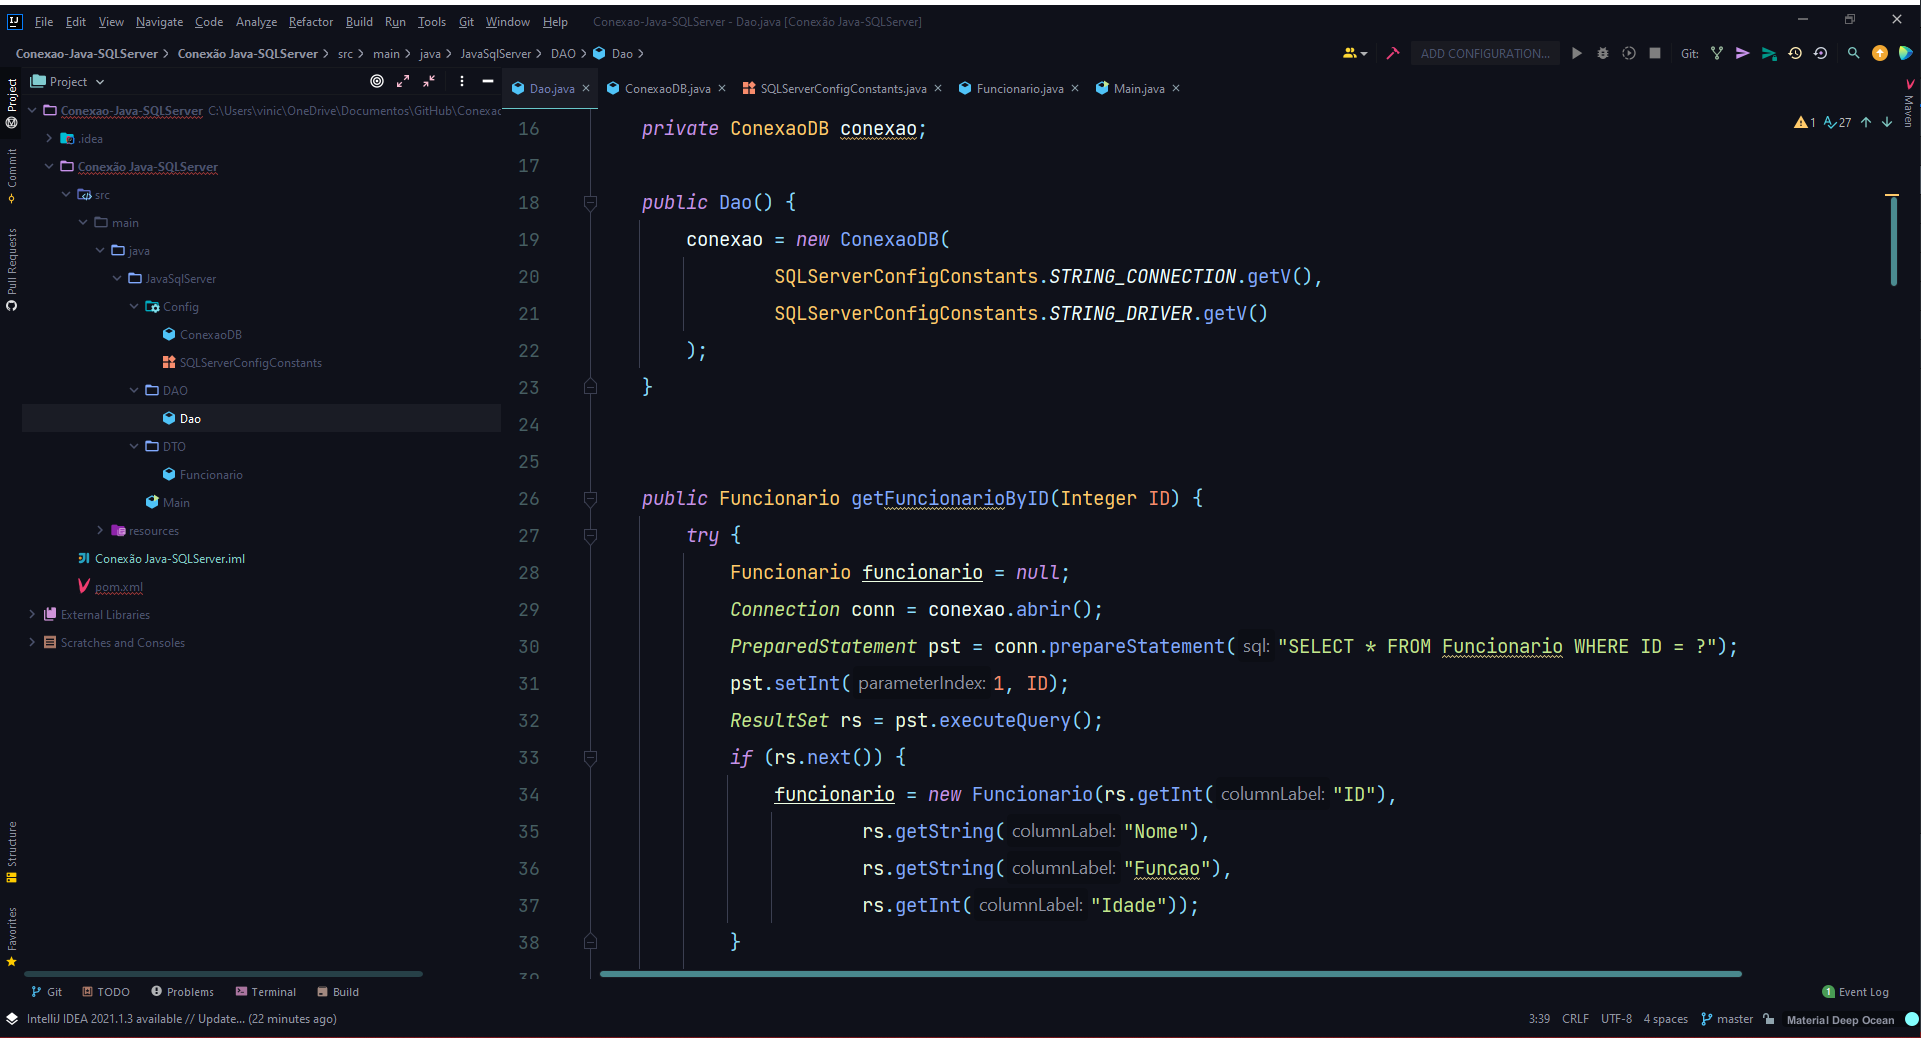 File Edit View Navigate Code Analyze Refactor Build Run Tools Git Window Help Conexao-Java-SQLServer - Dao.java [Conexão Java-SQLServer]
Conexao-Java-SQLServer Conexão Java-SQLServer src main java JavaSqlServer DAO Dao ADD CONFIGURATION... Git:
Project
Dao.java ConexaoDB.java SQLServerConfigConstants.java Funcionario.java Main.java
Project
Commit
Pull Requests
Structure
Favorites
Maven
1 27
Conexao-Java-SQLServer C:\Users\vinic\OneDrive\Documentos\GitHub\Conexac
.idea
Conexão Java-SQLServer
src
main
java
JavaSqlServer
Config
ConexaoDB
SQLServerConfigConstants
DAO
Dao
DTO
Funcionario
Main
resources
Conexão Java-SQLServer.iml
pom.xml
External Libraries
Scratches and Consoles
16 private ConexaoDB conexao;
17
18 public Dao() {
19 conexao = new ConexaoDB(
20 SQLServerConfigConstants.STRING_CONNECTION.getV(),
21 SQLServerConfigConstants.STRING_DRIVER.getV()
22 );
23 }
24
25
26 public Funcionario getFuncionarioByID(Integer ID) {
27 try {
28 Funcionario funcionario = null;
29 Connection conn = conexao.abrir();
30 PreparedStatement pst = conn.prepareStatement( sql: "SELECT * FROM Funcionario WHERE ID = ?");
31 pst.setInt( parameterIndex: 1, ID);
32 ResultSet rs = pst.executeQuery();
33 if (rs.next()) {
34 funcionario = new Funcionario(rs.getInt( columnLabel: "ID"),
35 rs.getString( columnLabel: "Nome"),
36 rs.getString( columnLabel: "Funcao"),
37 rs.getInt( columnLabel: "Idade"));
38 }
39
Git TODO Problems Terminal Build 1 Event Log
IntelliJ IDEA 2021.1.3 available // Update... (22 minutes ago) 3:39 CRLF UTF-8 4 spaces master Material Deep Ocean